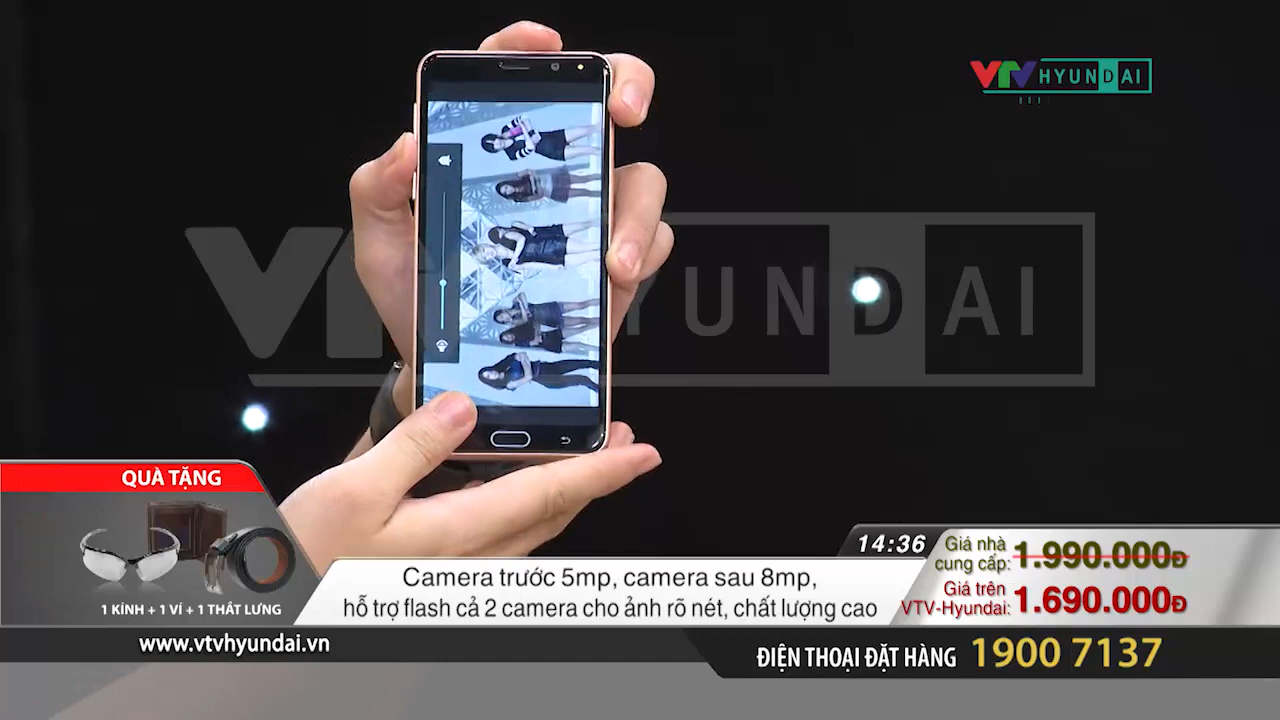 VTV HYUNDAI
VTV HYUNDAI
QUÀ TẶNG
1 KÍNH + 1 VÍ + 1 THẮT LƯNG
14:36
Giá nhà
cung cấp: 1.990.000Đ
Giá trên
VTV-Hyundai: 1.690.000Đ
Camera trước 5mp, camera sau 8mp,
hỗ trợ flash cả 2 camera cho ảnh rõ nét, chất lượng cao
www.vtvhyundai.vn
ĐIỆN THOẠI ĐẶT HÀNG 1900 7137